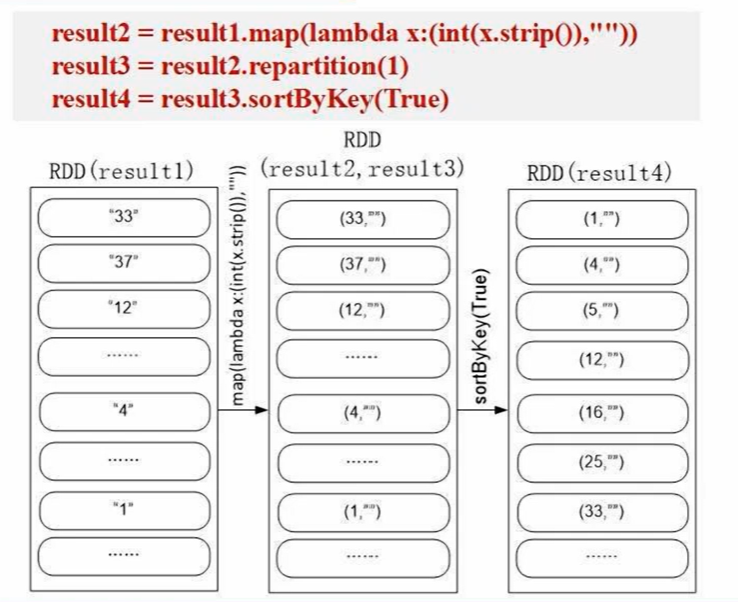 result2 = result1.map(lambda x:(int(x.strip()),""))
result3 = result2.repartition(1)
result4 = result3.sortByKey(True)
RDD(result1)
"33"
"37"
"12"
......
"4"
......
"1"
......
map(lambda x:(int(x.strip()),""))
RDD
(result2,result3)
(33,"")
(37,"")
(12,"")
......
(4,"")
......
(1,"")
......
sortByKey(True)
RDD(result4)
(1,"")
(4,"")
(5,"")
(12,"")
(16,"")
(25,"")
(33,"")
......